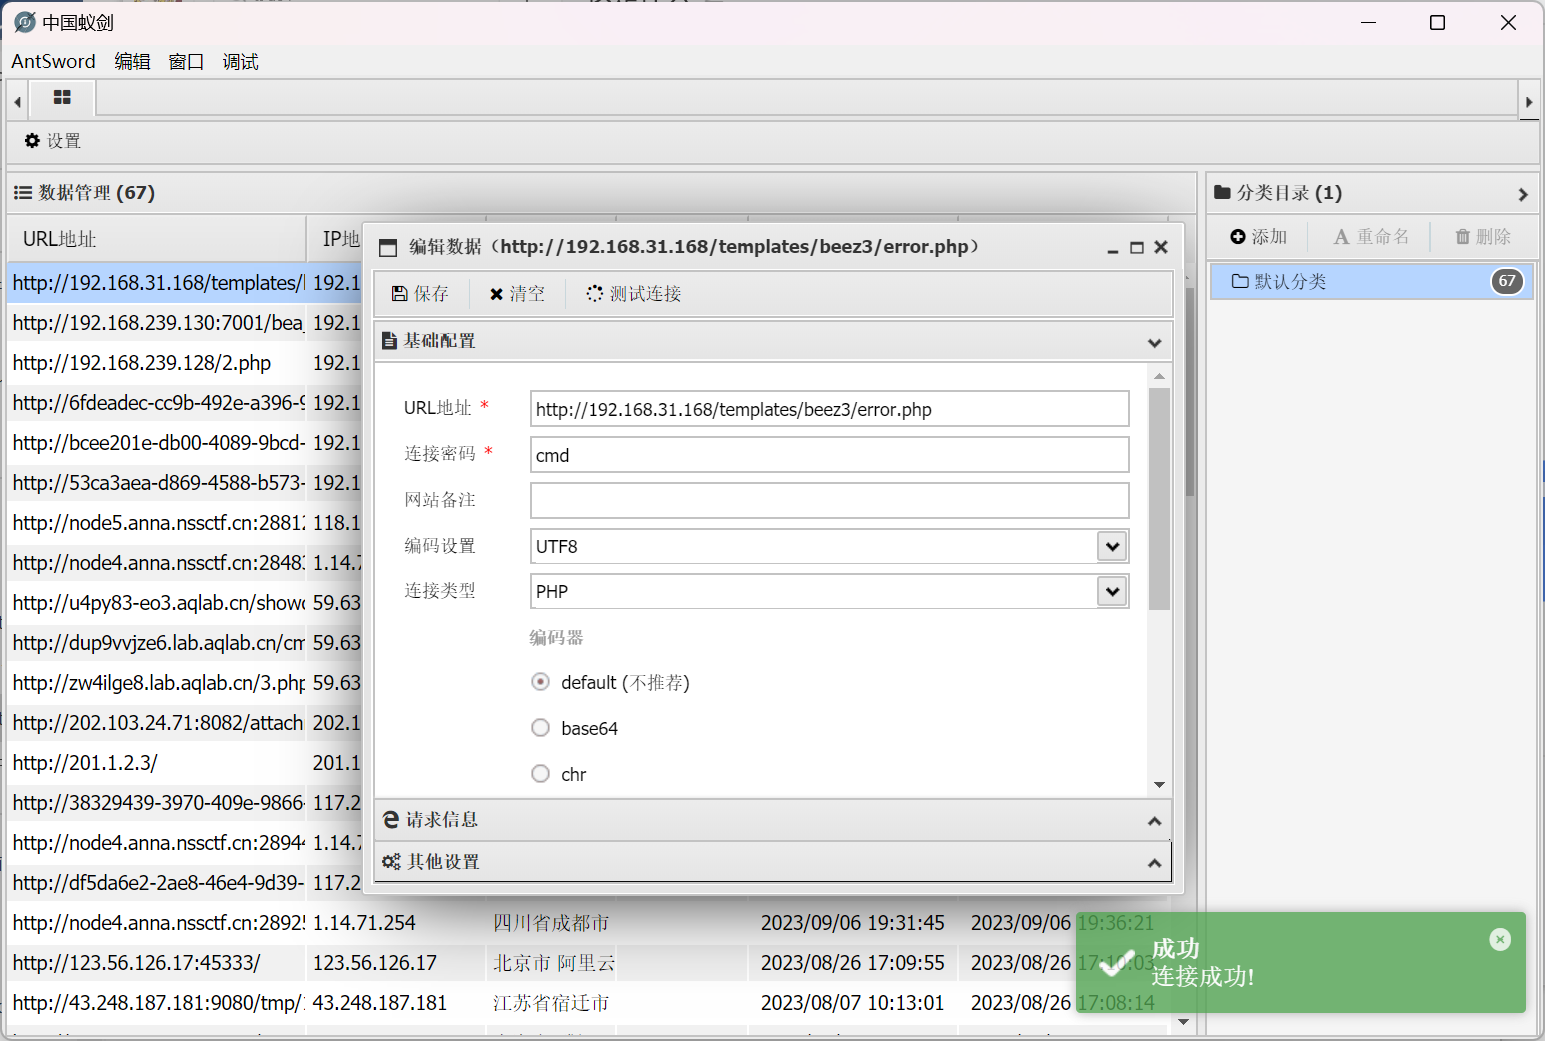 中国蚁剑
AntSword 编辑 窗口 调试
设置
数据管理 (67)
分类目录 (1)
URL地址
IP地
添加
重命名
删除
默认分类
67
编辑数据（http://192.168.31.168/templates/beez3/error.php）
保存
清空
测试连接
基础配置
URL地址 *
http://192.168.31.168/templates/beez3/error.php
连接密码 *
cmd
网站备注
编码设置
UTF8
连接类型
PHP
编码器
default (不推荐)
base64
chr
请求信息
其他设置
http://192.168.31.168/templates/ 192.1
http://192.168.239.130:7001/bea_ 192.1
http://192.168.239.128/2.php 192.1
http://6fdeadec-cc9b-492e-a396-9 192.1
http://bcee201e-db00-4089-9bcd- 192.1
http://53ca3aea-d869-4588-b573- 192.1
http://node5.anna.nssctf.cn:28812 118.1
http://node4.anna.nssctf.cn:28483 1.14.7
http://u4py83-eo3.aqlab.cn/show 59.63
http://dup9vvjze6.lab.aqlab.cn/cm 59.63
http://zw4ilge8.lab.aqlab.cn/3.php 59.63
http://202.103.24.71:8082/attach 202.1
http://201.1.2.3/ 201.1
http://38329439-3970-409e-9866- 117.2
http://node4.anna.nssctf.cn:28944 1.14.7
http://df5da6e2-2ae8-46e4-9d39- 117.2
http://node4.anna.nssctf.cn:28925 1.14.71.254 四川省成都市 2023/09/06 19:31:45 2023/09/06 19:36:21
http://123.56.126.17:45333/ 123.56.126.17 北京市 阿里云 2023/08/26 17:09:55 2023/08/26 17:10:03
http://43.248.187.181:9080/tmp/ 43.248.187.181 江苏省宿迁市 2023/08/07 10:13:01 2023/08/26 17:08:14
成功
连接成功!